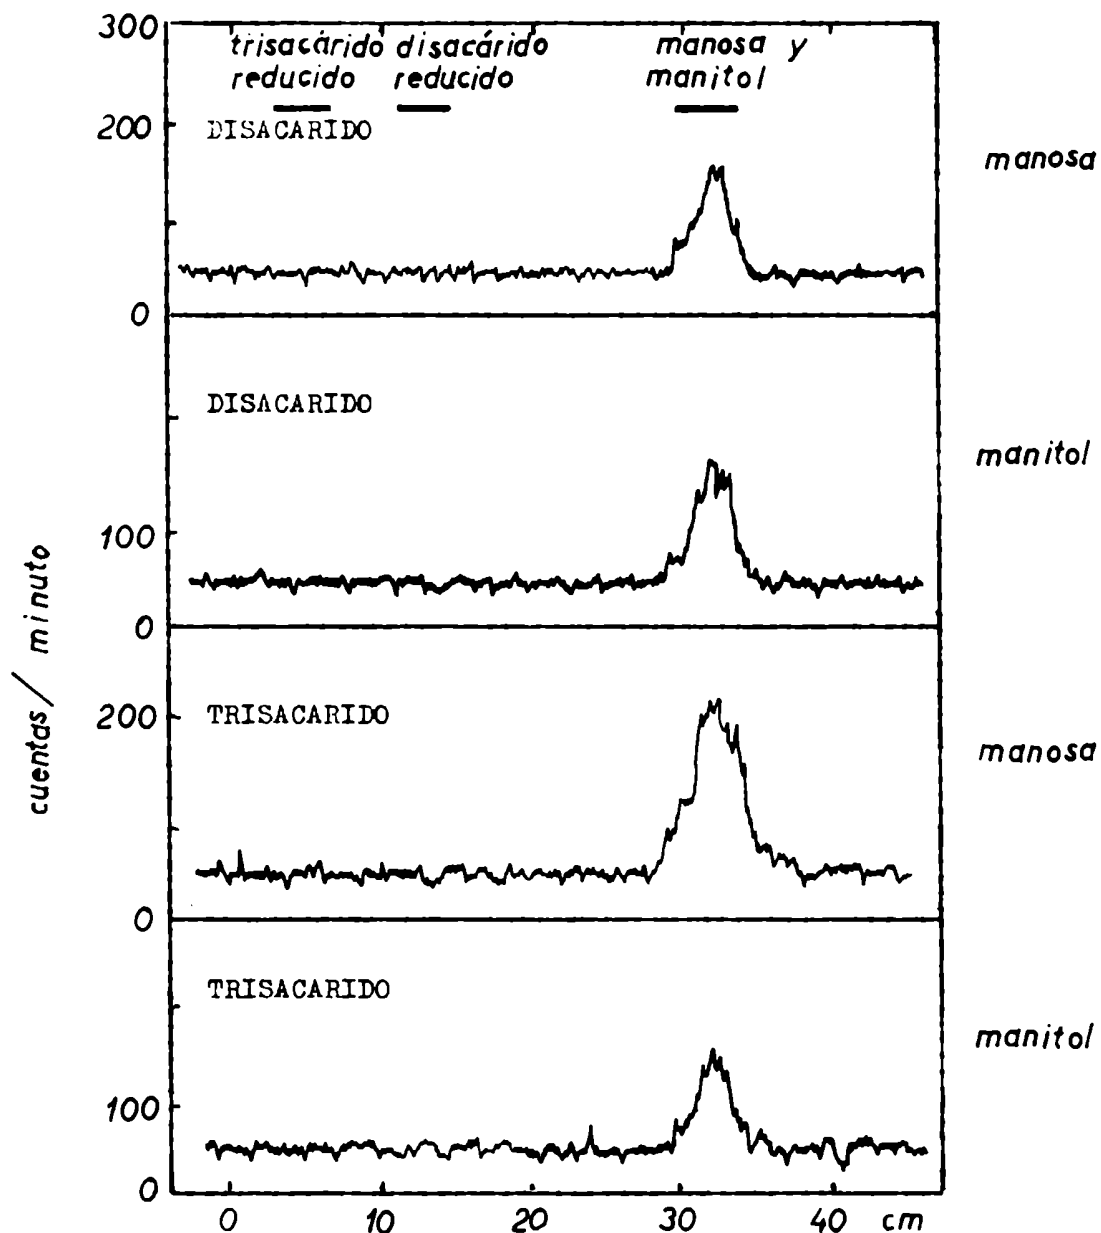 300
trisacárido disacárido manosa y
reducido reducido manitol
200
DISACARIDO
manosa
0
DISACARIDO
manitol
100
0
cuentas/ minuto
200
TRISACARIDO
manosa
0
TRISACARIDO
manitol
100
0
0 10 20 30 40 cm